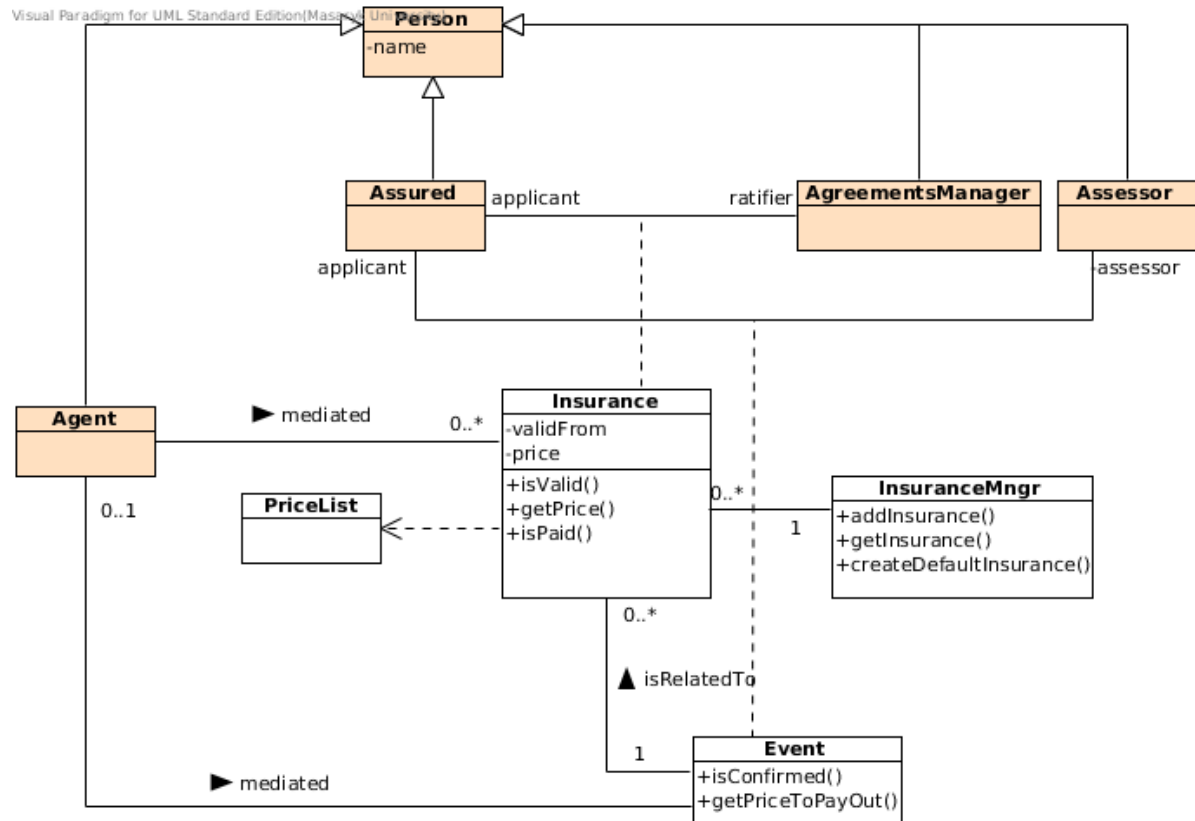 Visual Paradigm for UML Standard Edition(Masaryk University)
Person
-name
Assured
applicant
ratifier
AgreementsManager
Assessor
applicant
-assessor
Agent
mediated
0..*
0..1
Insurance
-validFrom
-price
+isValid()
+getPrice()
+isPaid()
PriceList
0..*
1
InsuranceMngr
+addInsurance()
+getInsurance()
+createDefaultInsurance()
0..*
isRelatedTo
1
mediated
Event
+isConfirmed()
+getPriceToPayOut()